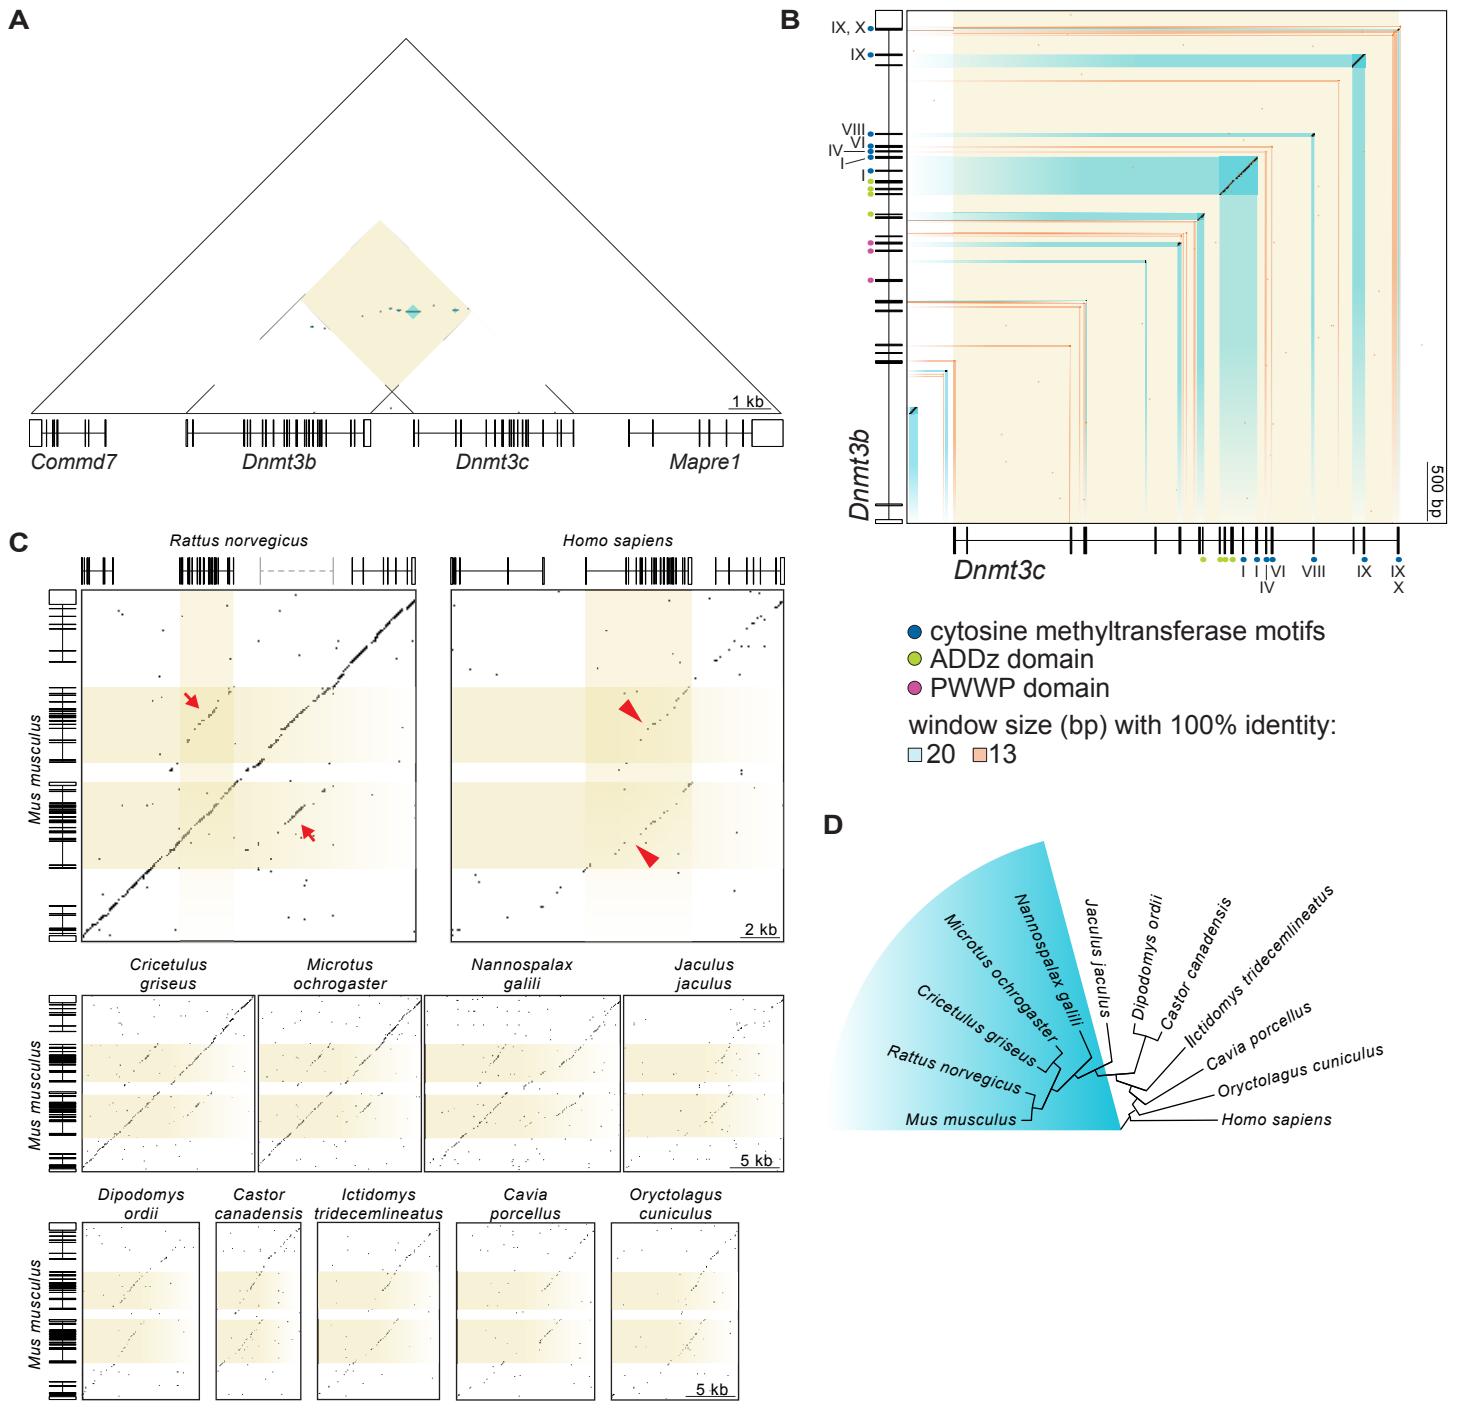 A
1 kb
Commd7
Dnmt3b
Dnmt3c
Mapre1
B
IX, X
IX
VIII
VI
IV
I
I
Dnmt3b
500 bp
Dnmt3c
I
I
IV
VI
VIII
IX
IX
X
cytosine methyltransferase motifs
ADDz domain
PWWP domain
window size (bp) with 100% identity:
20
13
C
Rattus norvegicus
Homo sapiens
Mus musculus
2 kb
Cricetulus
griseus
Microtus
ochrogaster
Nannospalax
galili
Jaculus
jaculus
Mus musculus
5 kb
Dipodomys
ordii
Castor
canadensis
Ictidomys
tridecemlineatus
Cavia
porcellus
Oryctolagus
cuniculus
Mus musculus
5 kb
D
Mus musculus
Rattus norvegicus
Cricetulus griseus
Microtus ochrogaster
Nannospalax galili
Jaculus jaculus
Dipodomys ordii
Castor canadensis
Ilctidomys tridecemlineatus
Cavia porcellus
Oryctolagus cuniculus
Homo sapiens